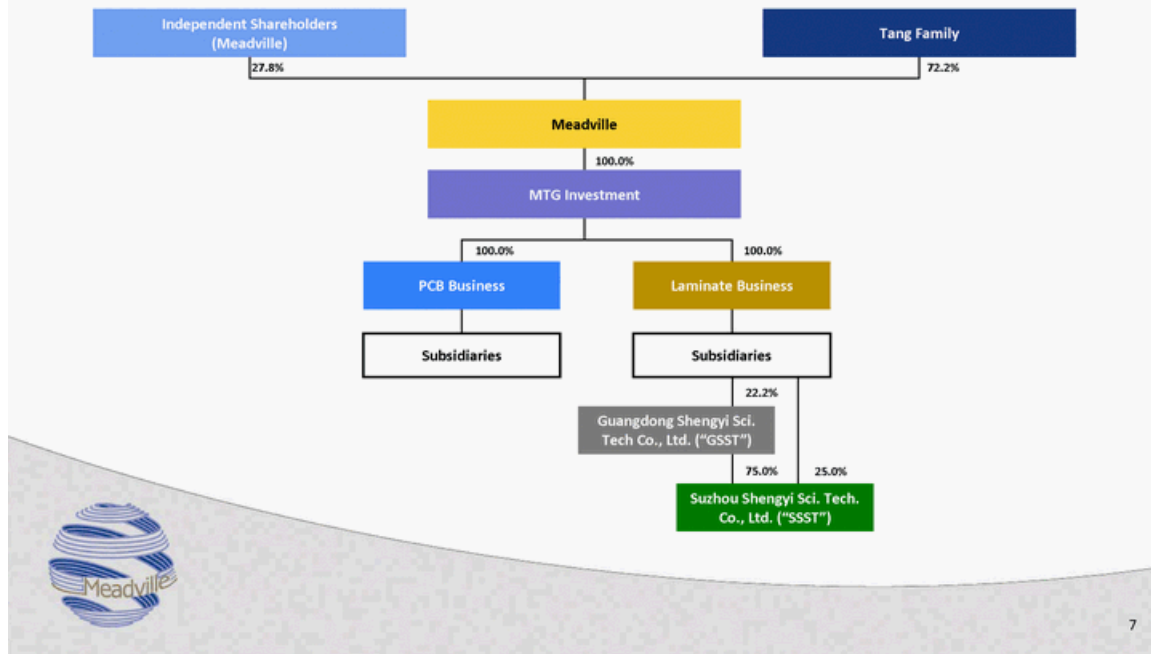 Independent Shareholders
(Meadville)
Tang Family
27.8%
72.2%
Meadville
100.0%
MTG Investment
100.0%
100.0%
PCB Business
Laminate Business
Subsidiaries
Subsidiaries
22.2%
Guangdong Shengyi Sci.
Tech Co., Ltd. (“GSST”)
75.0%
25.0%
Suzhou Shengyi Sci. Tech.
Co., Ltd. (“SSST”)
Meadville
7